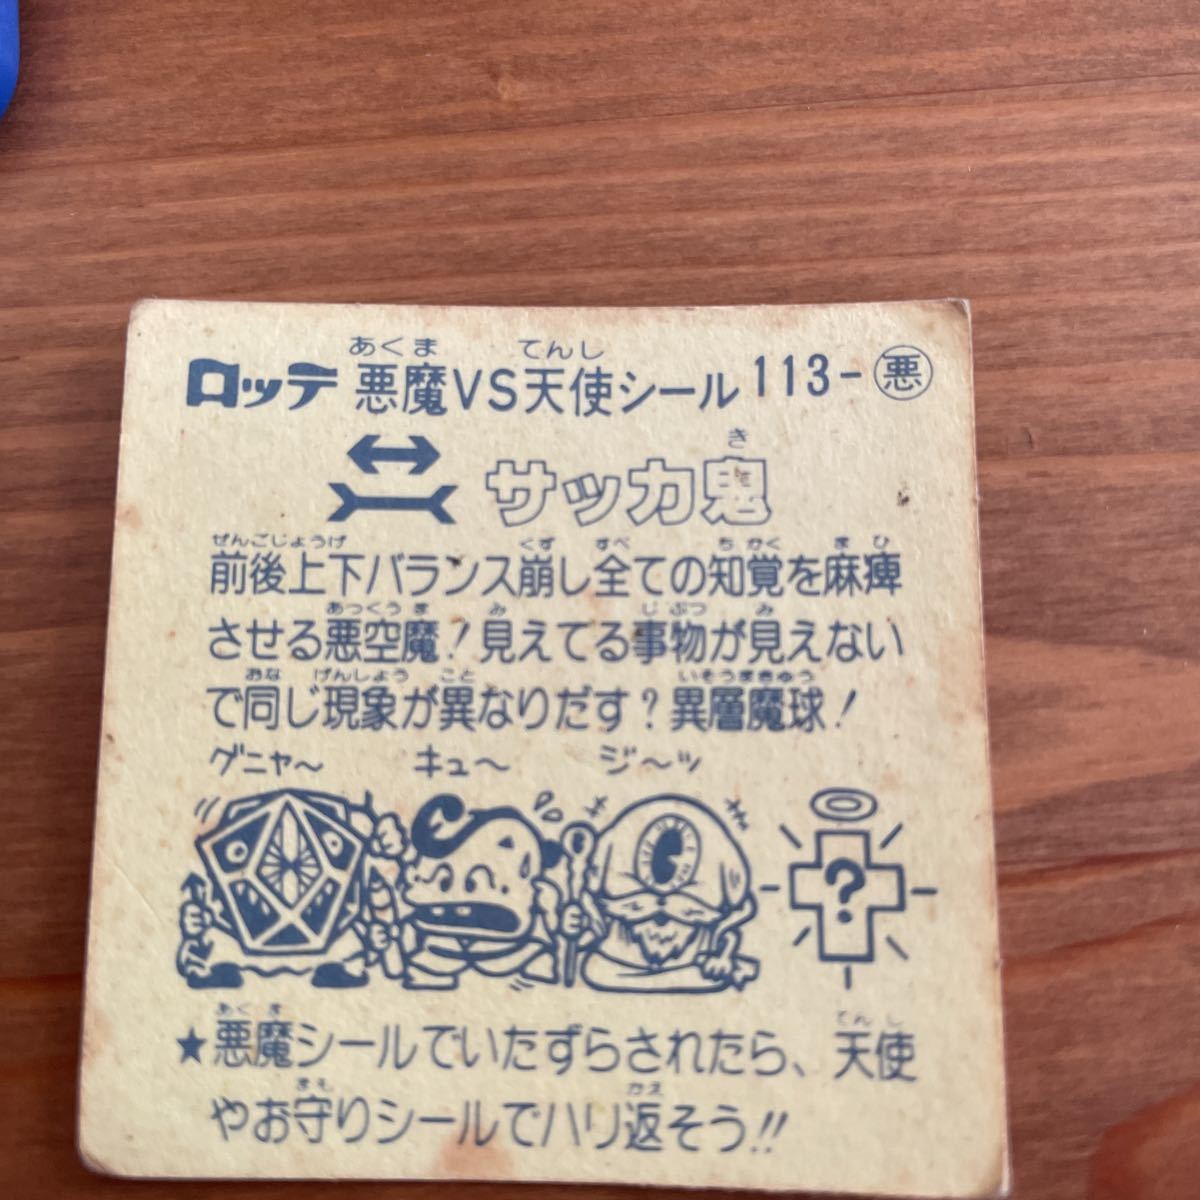 あくま てんし
ロッテ 悪魔VS天使シール 113-悪
き
サッカ鬼
ぜんごじょうげ くず すべ ちかく まひ
前後上下バランス崩し全ての知覚を麻痺
あっくうま み じぶつ み
させる悪空魔！見えてる事物が見えない
おな げんしょう こと いそうまきゅう
で同じ現象が異なりだす？異層魔球！
グニャ〜 キュ〜 ジ〜ッ
?
あくま てんし
★悪魔シールでいたずらされたら、天使
まも かえ
やお守りシールでハリ返そう!!